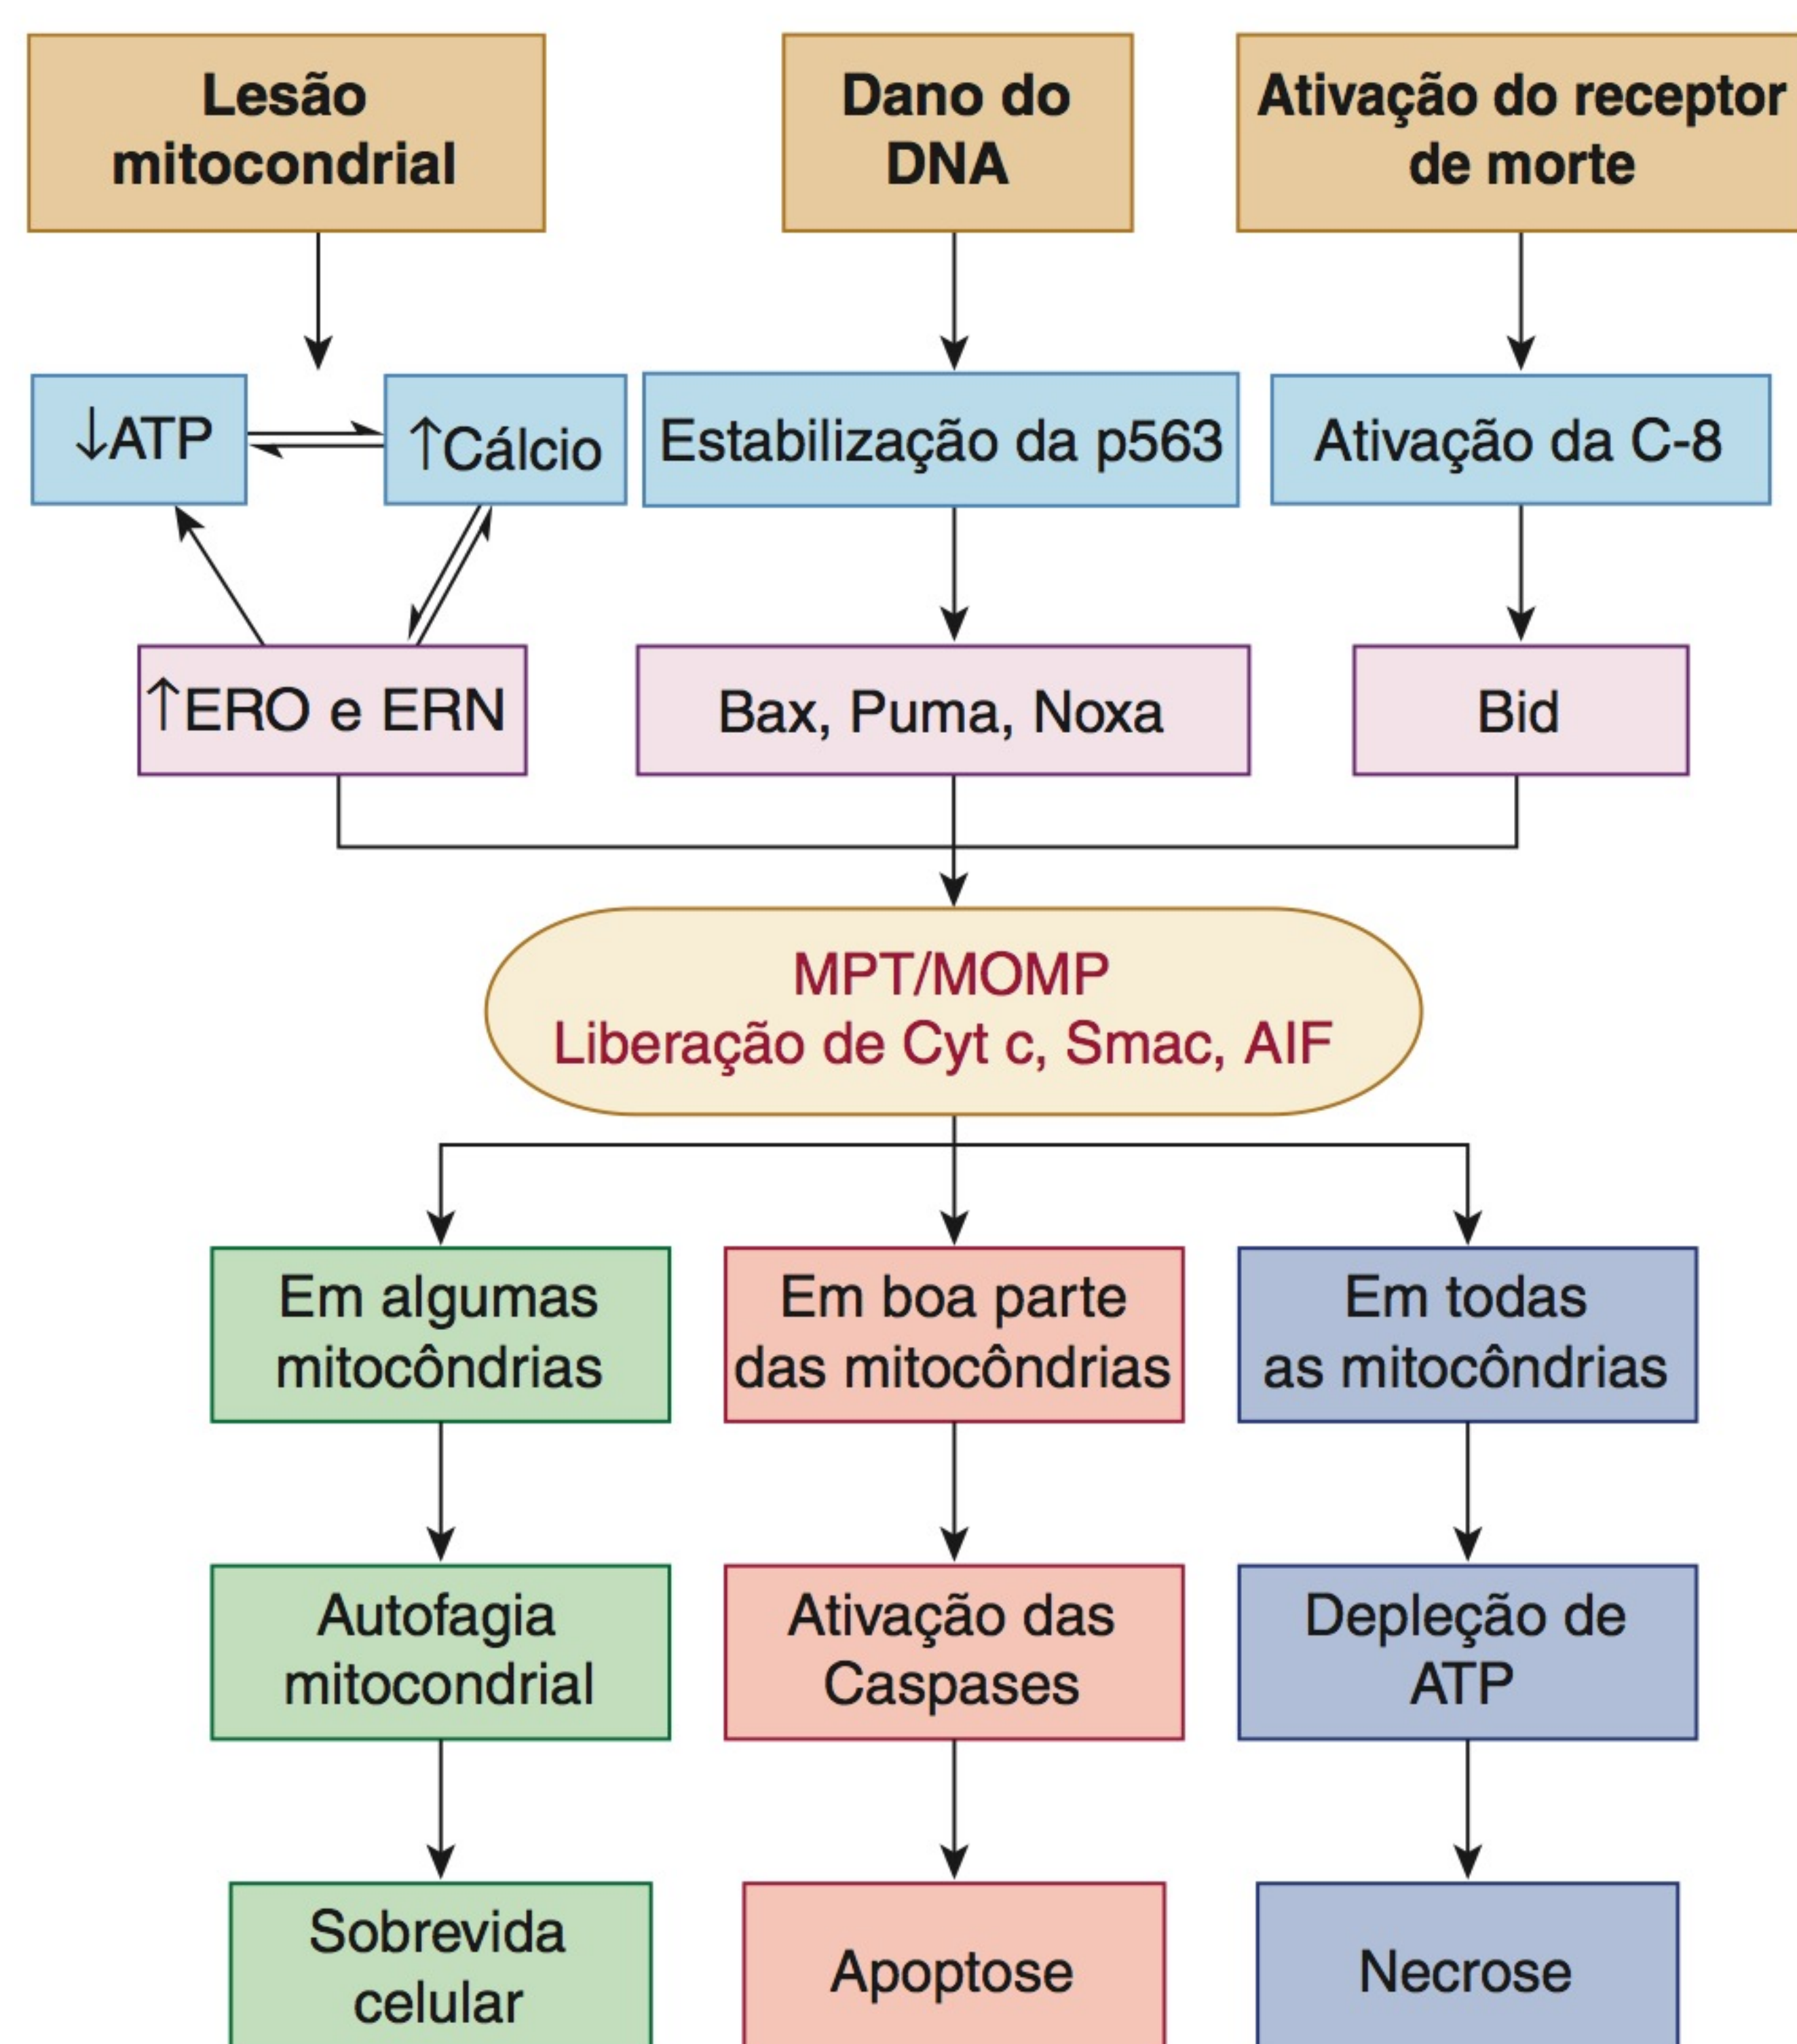 Lesão
mitocondrial
Dano do
DNA
Ativação do receptor
de morte
↓ATP
↑Cálcio
Estabilização da p563
Ativação da C-8
↑ERO e ERN
Bax, Puma, Noxa
Bid
MPT/MOMP
Liberação de Cyt c, Smac, AIF
Em algumas
mitocôndrias
Em boa parte
das mitocôndrias
Em todas
as mitocôndrias
Autofagia
mitocondrial
Ativação das
Caspases
Depleção de
ATP
Sobrevida
celular
Apoptose
Necrose